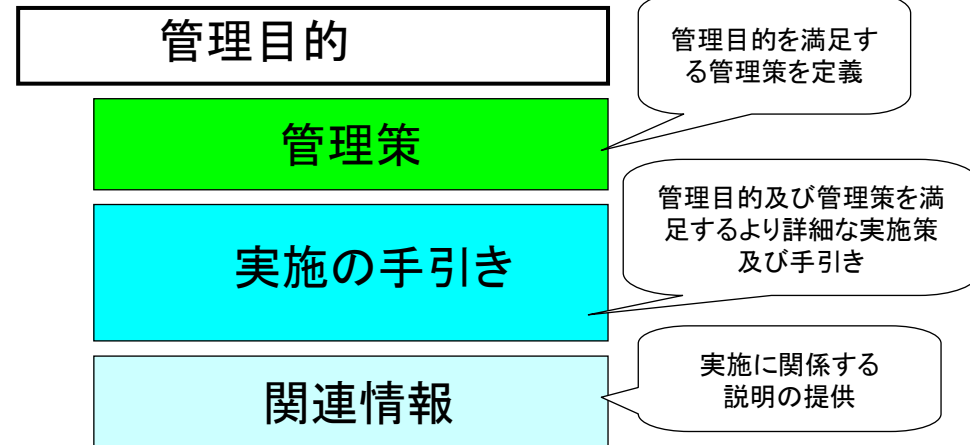 管理目的
管理目的を満足す
る管理策を定義
管理策
管理目的及び管理策を満
足するより詳細な実施策
及び手引き
実施の手引き
実施に関係する
説明の提供
関連情報